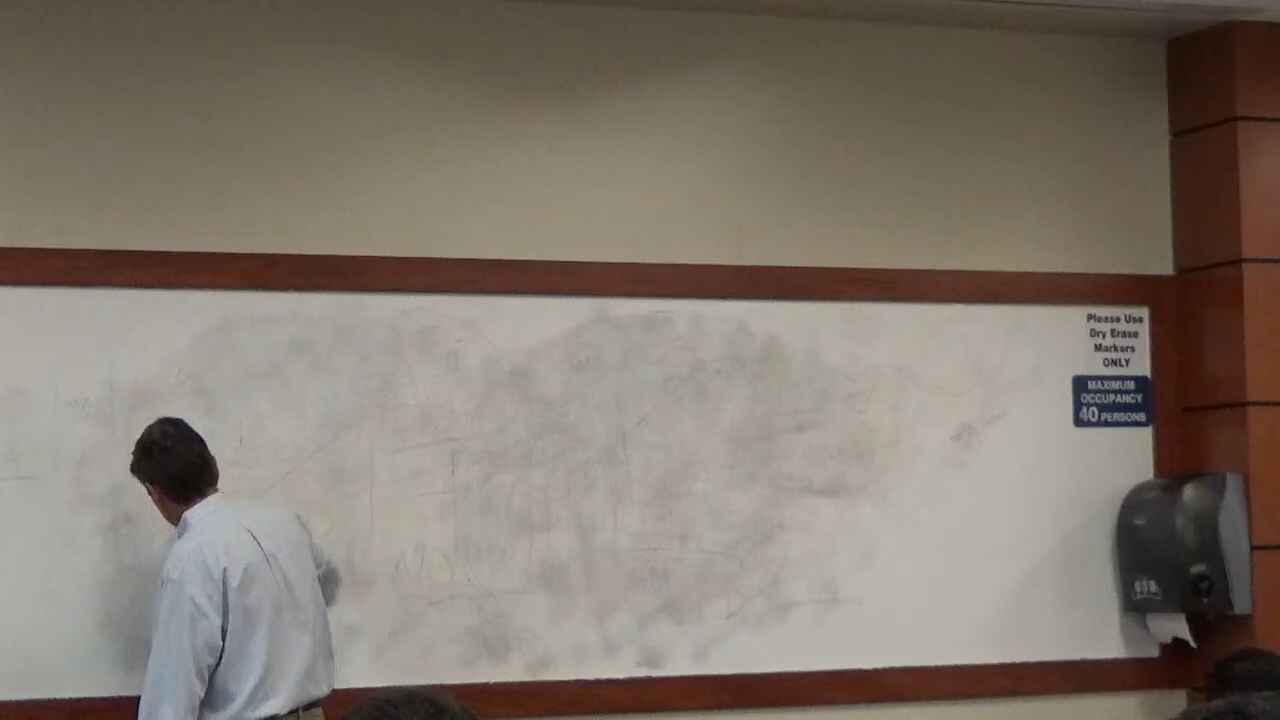 Please Use
Dry Erase
Markers
ONLY
MAXIMUM
OCCUPANCY
40 PERSONS